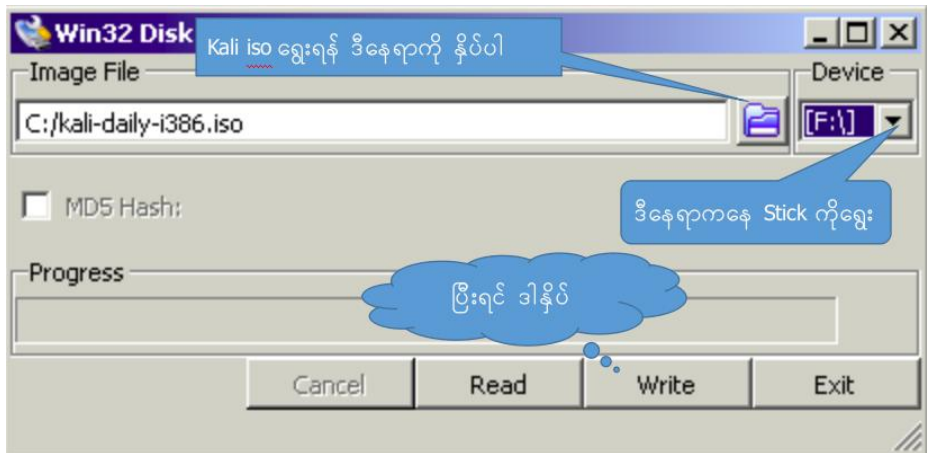 Win32 Disk
Kali iso ရွေးရန် ဒီနေရာကို နှိပ်ပါ
Image File
Device
C:/kali-daily-i386.iso
[F:\]
MD5 Hash:
ဒီနေရာကနေ Stick ကိုရွေး
Progress
ပြီးရင် ဒါနှိပ်
Cancel
Read
Write
Exit